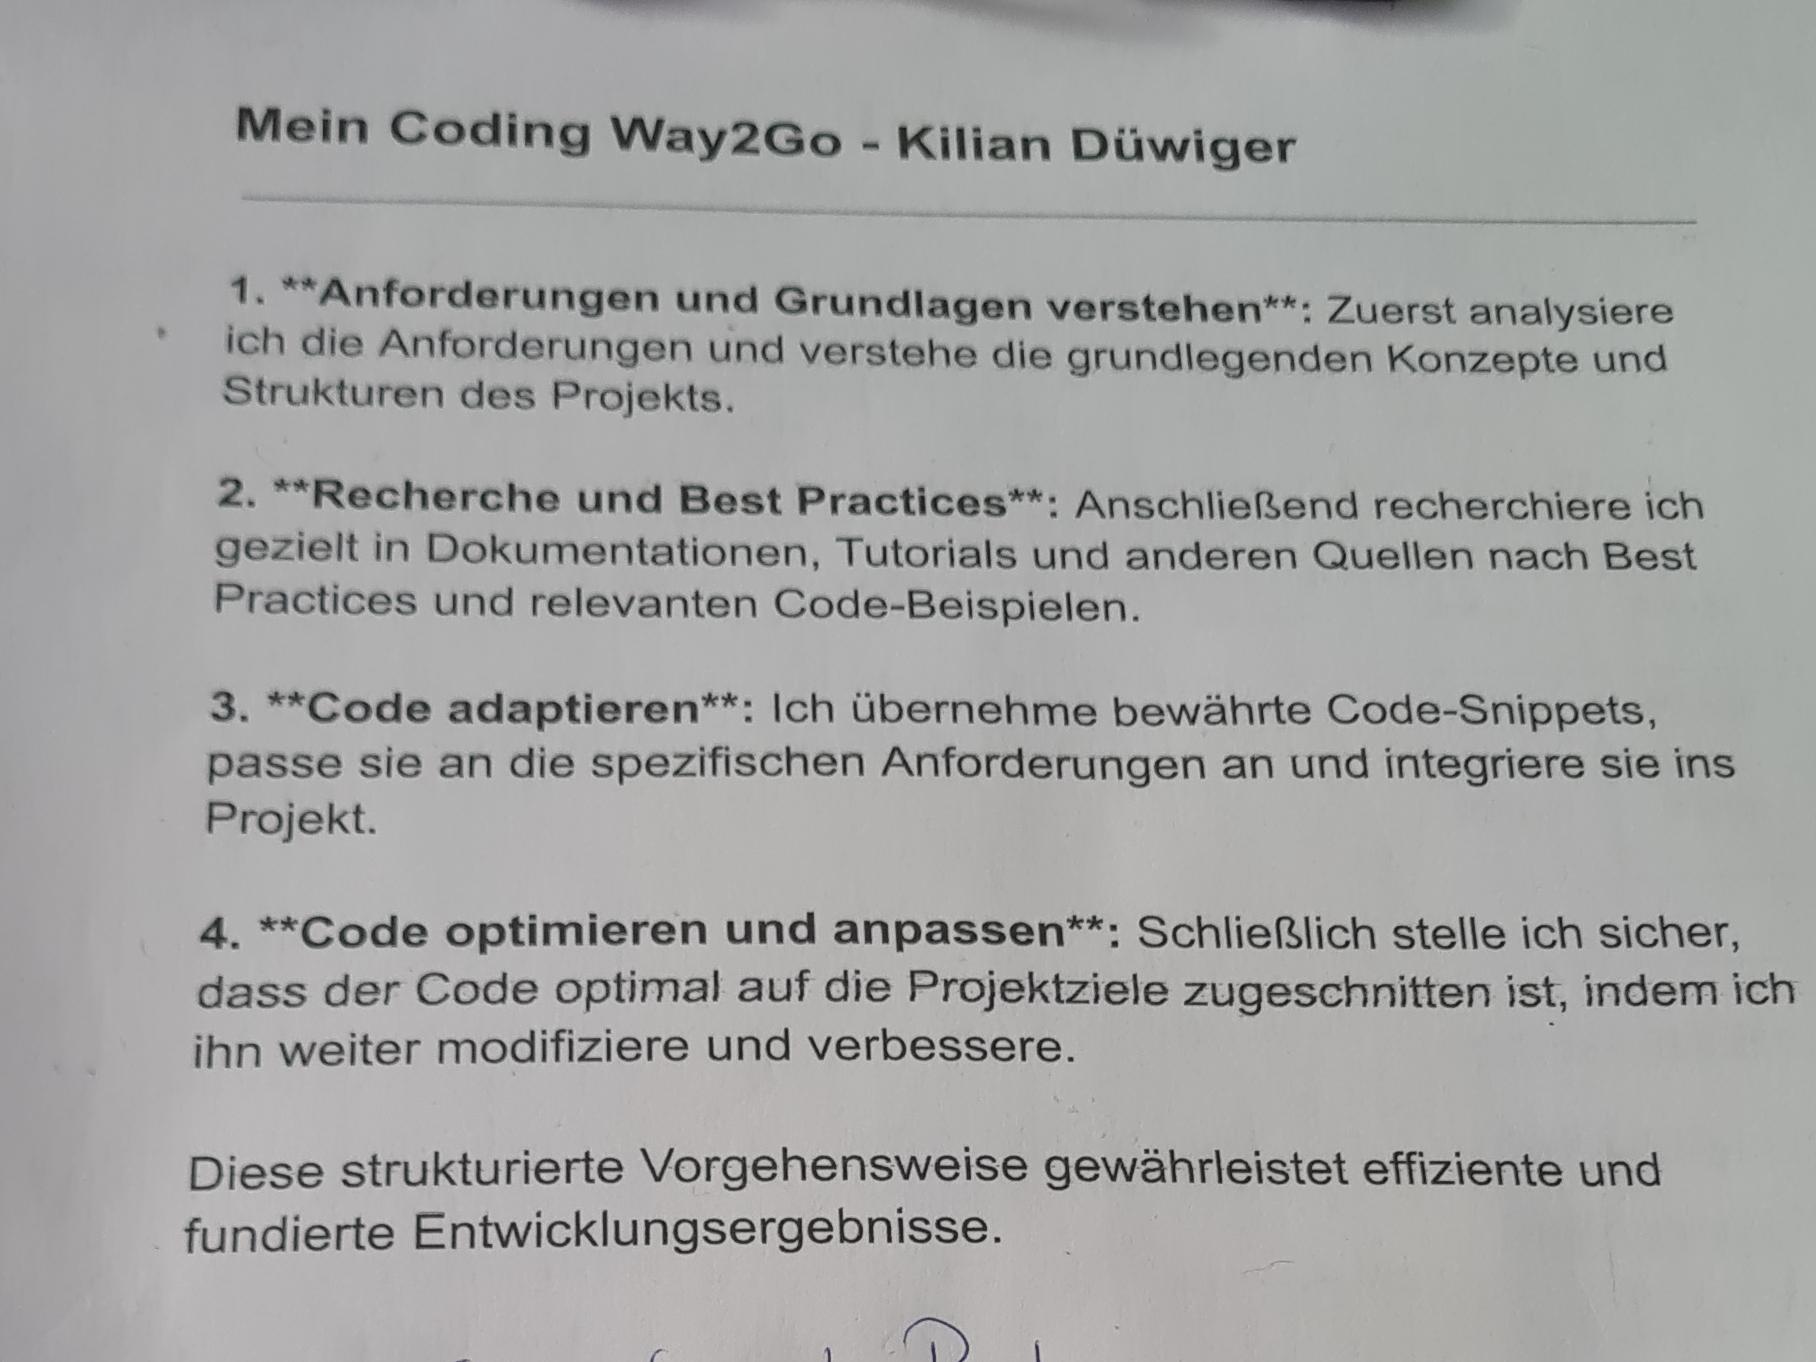 Mein Coding Way2Go - Kilian Düwiger
1. **Anforderungen und Grundlagen verstehen**: Zuerst analysiere
ich die Anforderungen und verstehe die grundlegenden Konzepte und
Strukturen des Projekts.
2. **Recherche und Best Practices**: Anschließend recherchiere ich
gezielt in Dokumentationen, Tutorials und anderen Quellen nach Best
Practices und relevanten Code-Beispielen.
3. **Code adaptieren**: Ich übernehme bewährte Code-Snippets,
passe sie an die spezifischen Anforderungen an und integriere sie ins
Projekt.
4. **Code optimieren und anpassen**: Schließlich stelle ich sicher,
dass der Code optimal auf die Projektziele zugeschnitten ist, indem ich
ihn weiter modifiziere und verbessere.
Diese strukturierte Vorgehensweise gewährleistet effiziente und
fundierte Entwicklungsergebnisse.